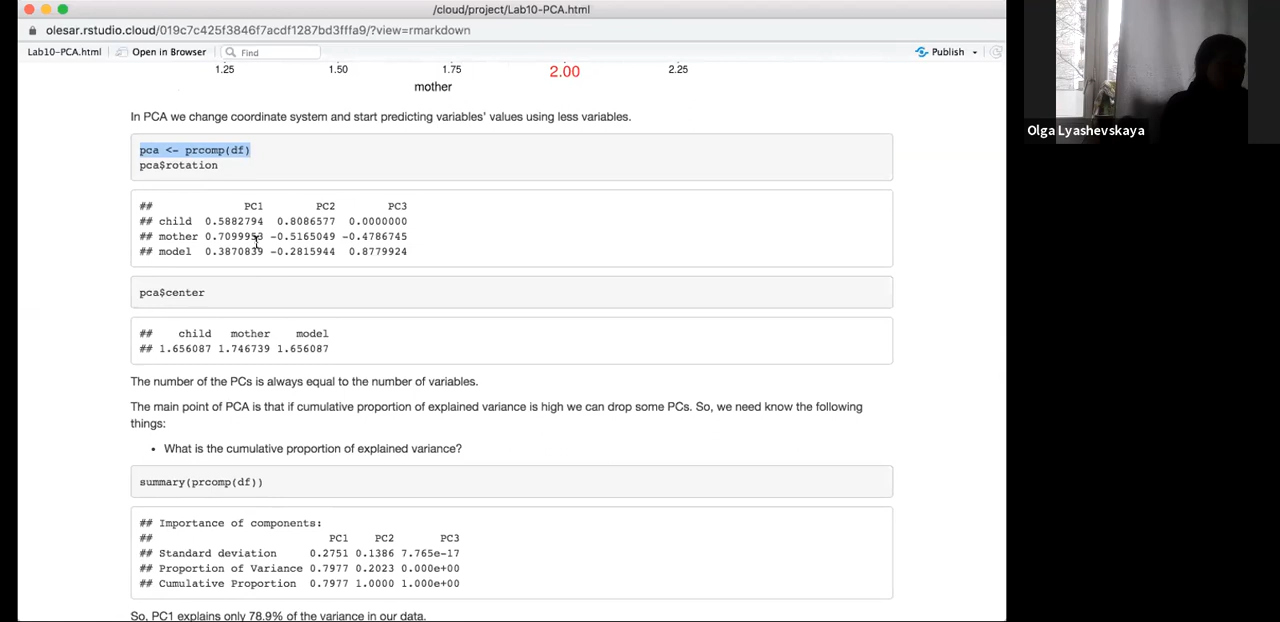 /cloud/project/Lab10-PCA.html
olesar.rstudio.cloud/019c7c425f3846f7acdf1287bd3fffa9/?view=rmarkdown
Lab10-PCA.html Open in Browser Find Publish
1.25 1.50 1.75 2.00 2.25
mother
In PCA we change coordinate system and start predicting variables' values using less variables.
pca <- prcomp(df)
pca$rotation
## PC1 PC2 PC3
## child 0.5882794 0.8086577 0.0000000
## mother 0.7099953 -0.5165049 -0.4786745
## model 0.3870839 -0.2815944 0.8779924
pca$center
## child mother model
## 1.656087 1.746739 1.656087
The number of the PCs is always equal to the number of variables.
The main point of PCA is that if cumulative proportion of explained variance is high we can drop some PCs. So, we need know the following
things:
• What is the cumulative proportion of explained variance?
summary(prcomp(df))
## Importance of components:
## PC1 PC2 PC3
## Standard deviation 0.2751 0.1386 7.765e-17
## Proportion of Variance 0.7977 0.2023 0.000e+00
## Cumulative Proportion 0.7977 1.0000 1.000e+00
So, PC1 explains only 78.9% of the variance in our data.
Olga Lyashevskaya